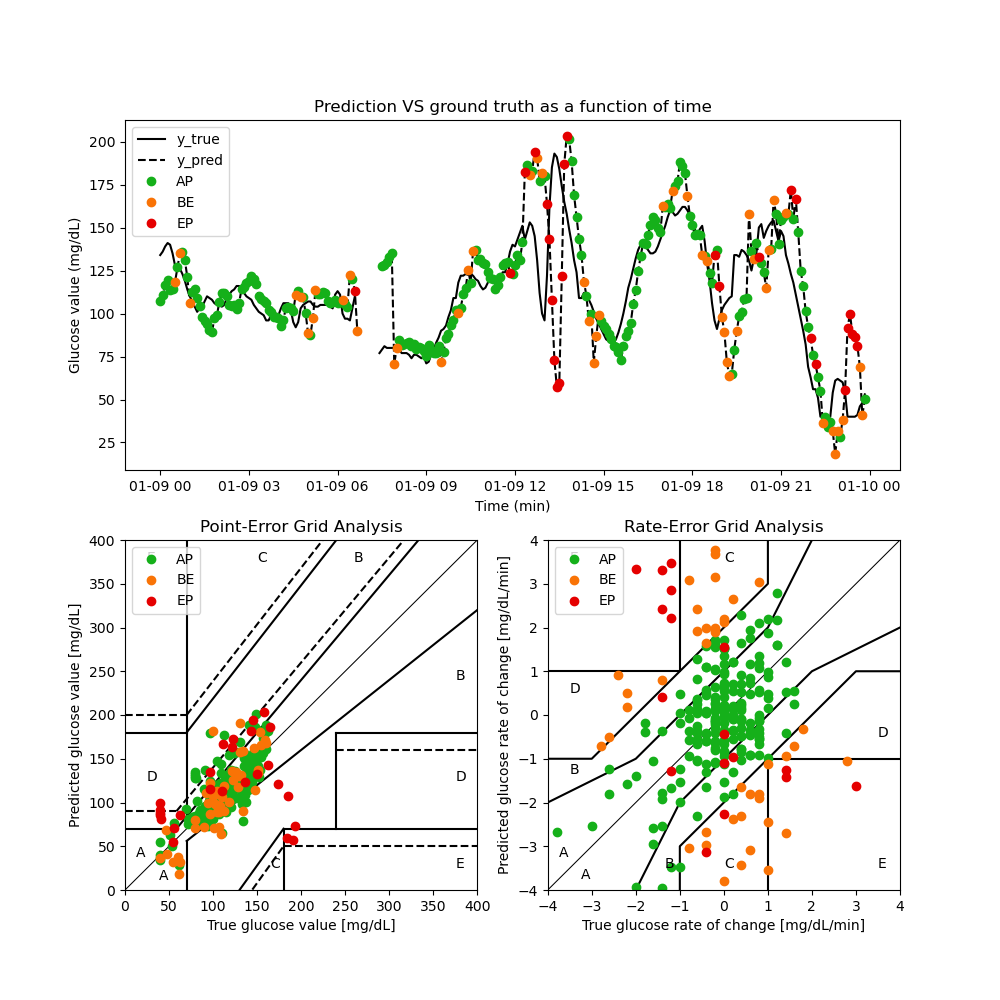 Prediction VS ground truth as a function of time
Glucose value (mg/dL)
200
175
150
125
100
75
50
25
y_true
y_pred
AP
BE
EP
01-09 00 01-09 03 01-09 06 01-09 09 01-09 12 01-09 15 01-09 18 01-09 21 01-10 00
Time (min)
Point-Error Grid Analysis
Predicted glucose value [mg/dL]
400
350
300
250
200
150
100
50
0
AP
BE
EP
C
B
B
D
D
A
A
C
E
0 50 100 150 200 250 300 350 400
True glucose value [mg/dL]
Rate-Error Grid Analysis
Predicted glucose rate of change [mg/dL/min]
4
3
2
1
0
−1
−2
−3
−4
AP
BE
EP
C
D
D
B
A
A
B
C
E
−4 −3 −2 −1 0 1 2 3 4
True glucose rate of change [mg/dL/min]